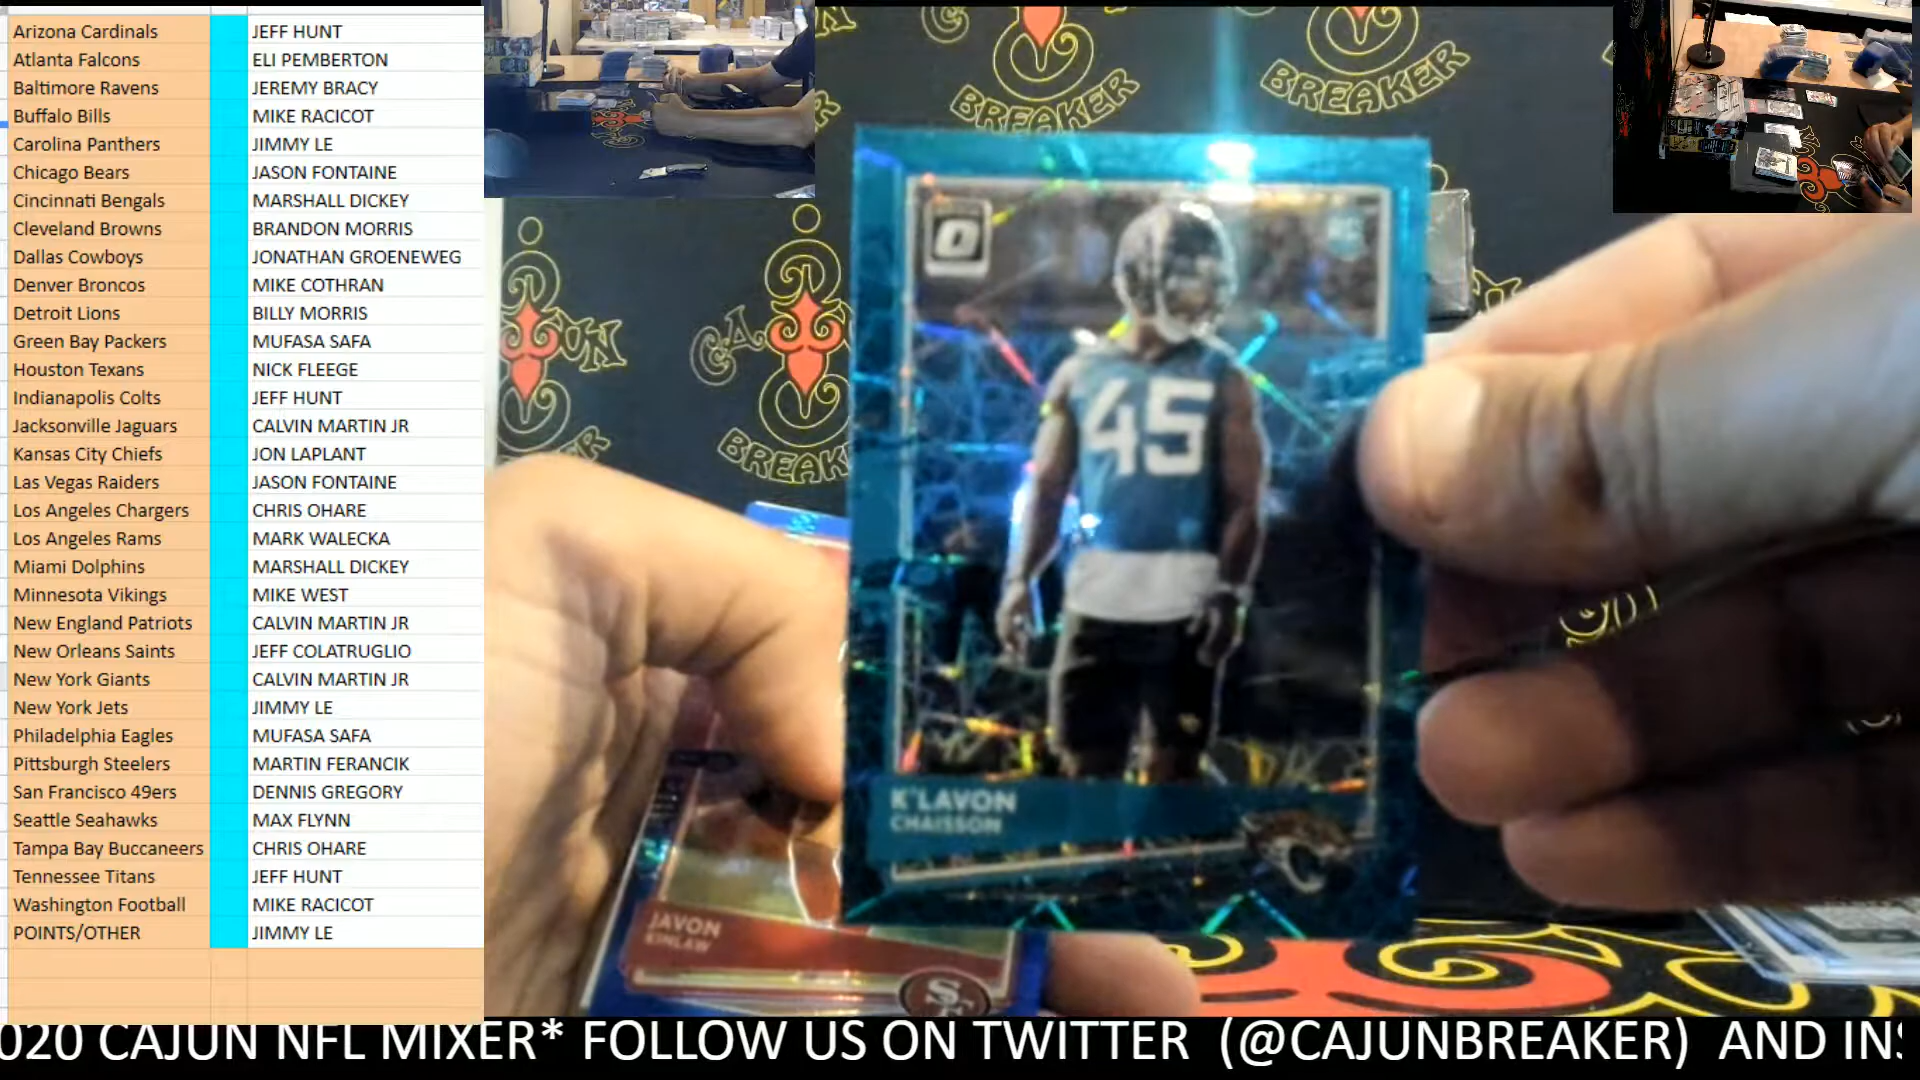 Arizona Cardinals JEFF HUNT
Atlanta Falcons ELI PEMBERTON
Baltimore Ravens JEREMY BRACY
Buffalo Bills MIKE RACICOT
Carolina Panthers JIMMY LE
Chicago Bears JASON FONTAINE
Cincinnati Bengals MARSHALL DICKEY
Cleveland Browns BRANDON MORRIS
Dallas Cowboys JONATHAN GROENEWEG
Denver Broncos MIKE COTHRAN
Detroit Lions BILLY MORRIS
Green Bay Packers MUFASA SAFA
Houston Texans NICK FLEEGE
Indianapolis Colts JEFF HUNT
Jacksonville Jaguars CALVIN MARTIN JR
Kansas City Chiefs JON LAPLANT
Las Vegas Raiders JASON FONTAINE
Los Angeles Chargers CHRIS OHARE
Los Angeles Rams MARK WALECKA
Miami Dolphins MARSHALL DICKEY
Minnesota Vikings MIKE WEST
New England Patriots CALVIN MARTIN JR
New Orleans Saints JEFF COLATRUGLIO
New York Giants CALVIN MARTIN JR
New York Jets JIMMY LE
Philadelphia Eagles MUFASA SAFA
Pittsburgh Steelers MARTIN FERANCIK
San Francisco 49ers DENNIS GREGORY
Seattle Seahawks MAX FLYNN
Tampa Bay Buccaneers CHRIS OHARE
Tennessee Titans JEFF HUNT
Washington Football MIKE RACICOT
POINTS/OTHER JIMMY LE
BREAKER
BREAKER
O
45
K'LAVON
CHAISSON
JAVON
KINLAW
SF
BREAKER
020 CAJUN NFL MIXER* FOLLOW US ON TWITTER (@CAJUNBREAKER) AND INS